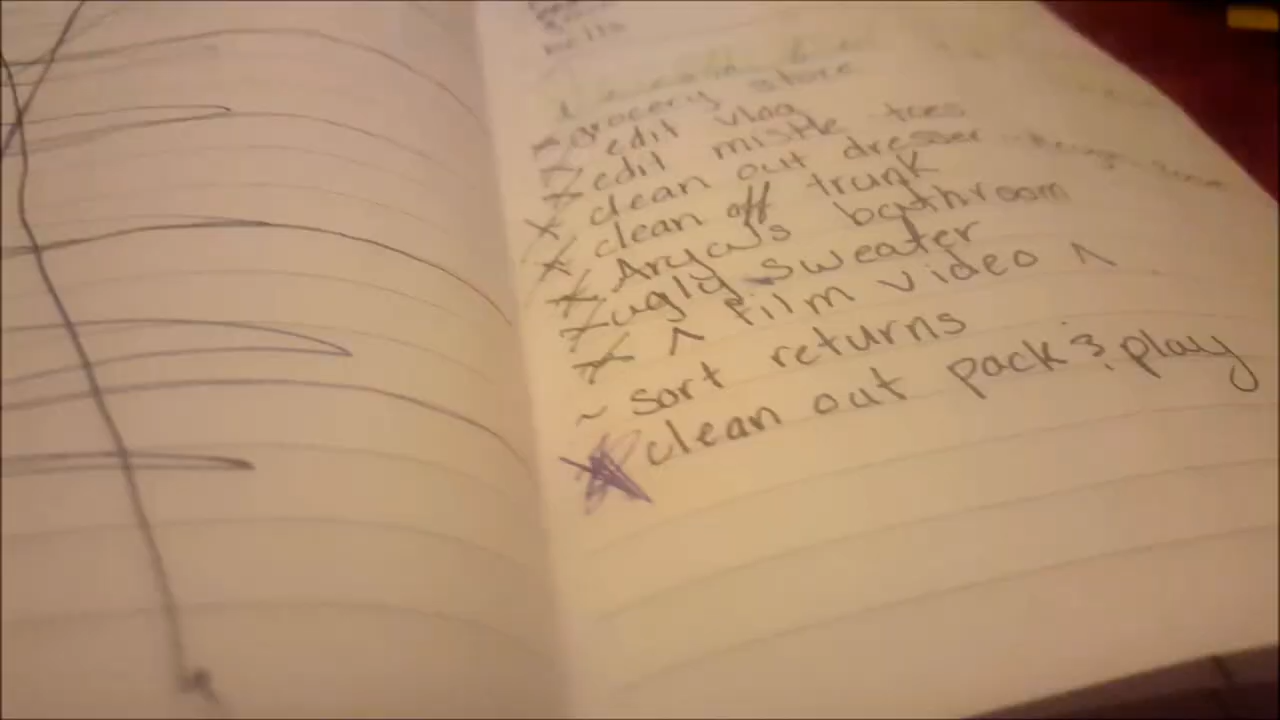 grocery store
edit vlog
edit mistle toes
clean out dresser
clean off trunk
Arya's bathroom
ugly sweater
^ film video ^
~ sort returns
clean out pack & play